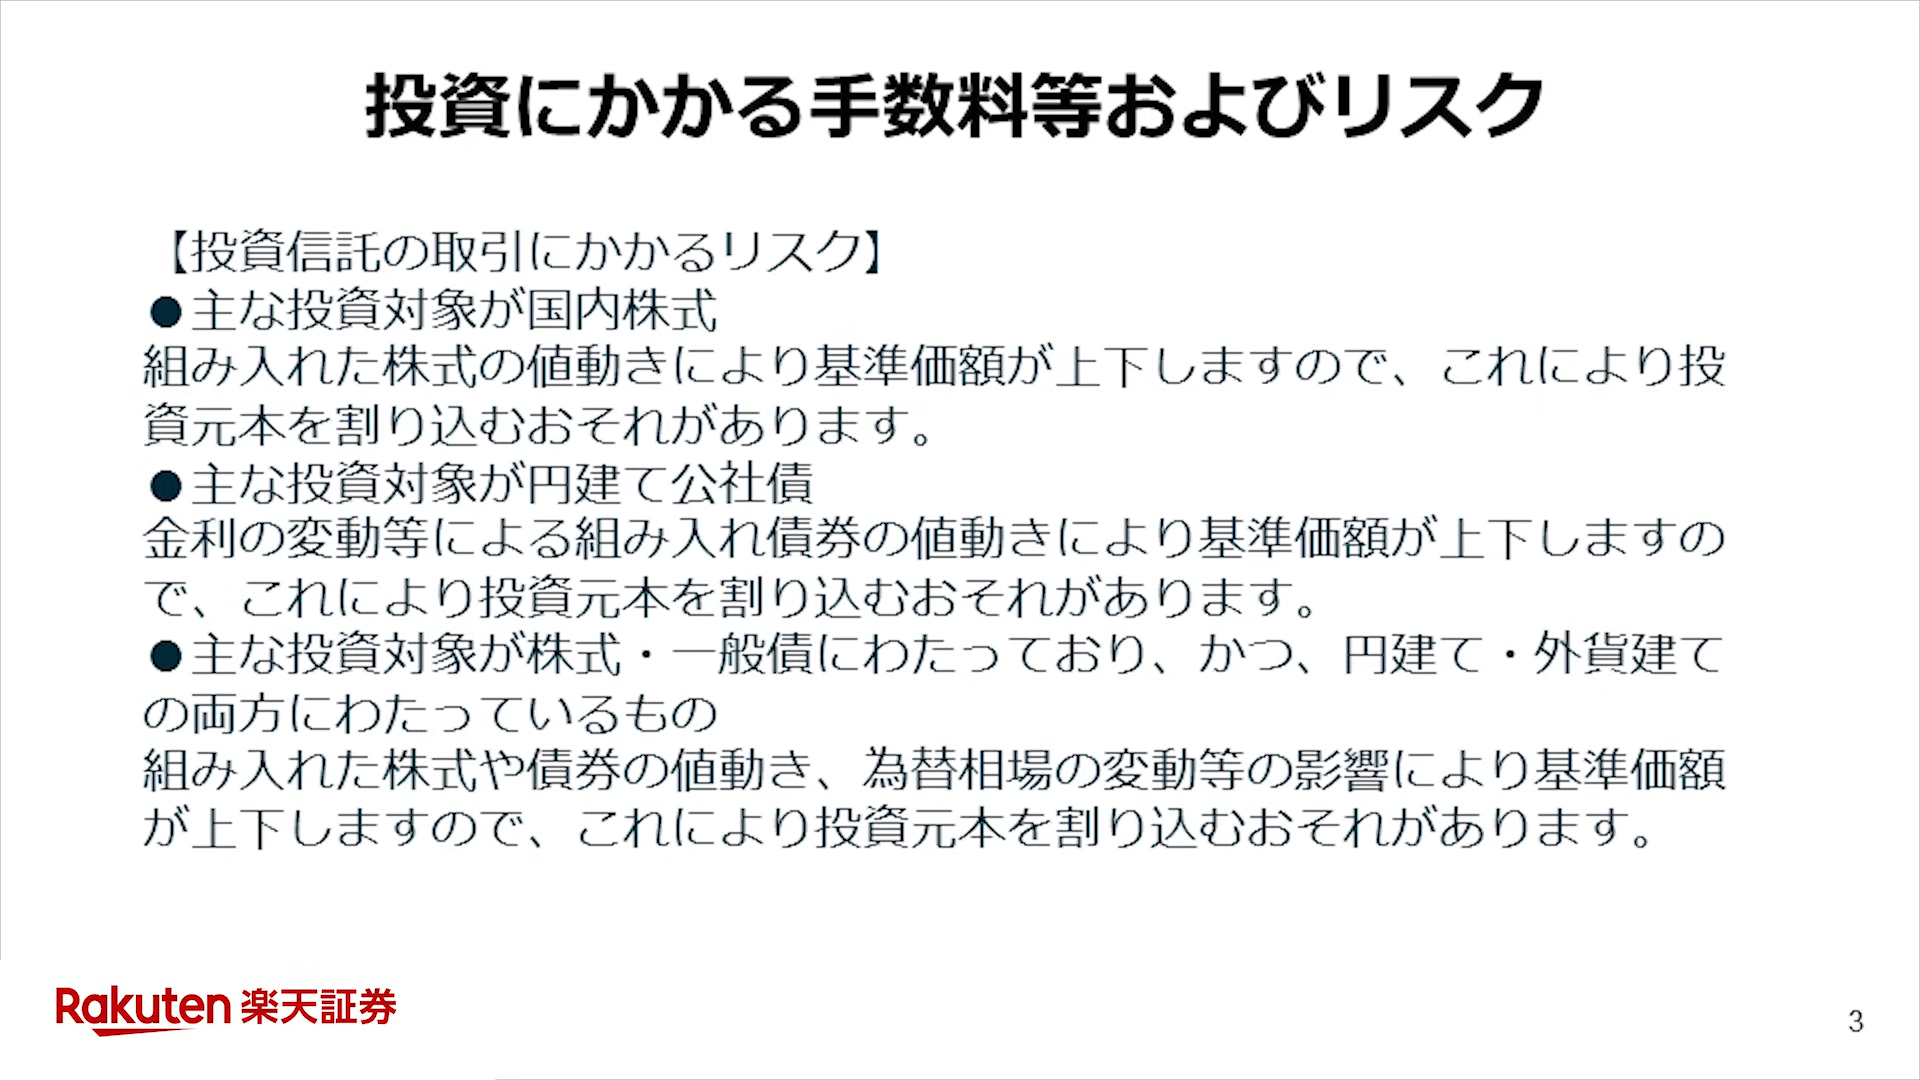 投資にかかる手数料等およびリスク
【投資信託の取引にかかるリスク】
●主な投資対象が国内株式
組み入れた株式の値動きにより基準価額が上下しますので、これにより投
資元本を割り込むおそれがあります。
●主な投資対象が円建て公社債
金利の変動等による組み入れ債券の値動きにより基準価額が上下しますの
で、これにより投資元本を割り込むおそれがあります。
●主な投資対象が株式・一般債にわたっており、かつ、円建て・外貨建て
の両方にわたっているもの
組み入れた株式や債券の値動き、為替相場の変動等の影響により基準価額
が上下しますので、これにより投資元本を割り込むおそれがあります。
Rakuten 楽天証券
3